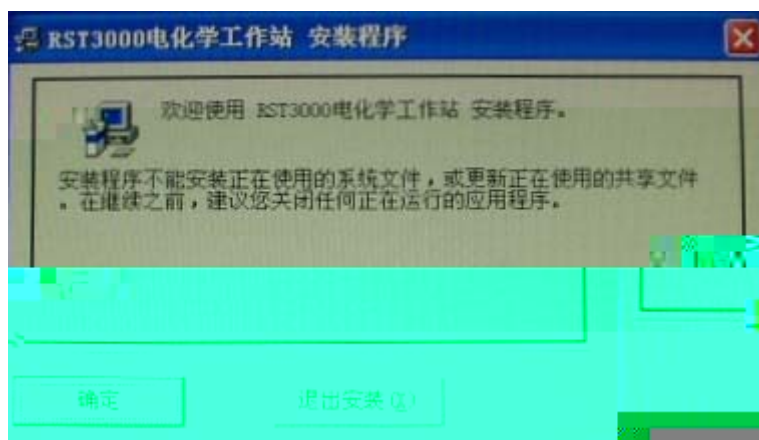 RST3000电化学工作站 安装程序
欢迎使用 RST3000电化学工作站 安装程序。
安装程序不能安装正在使用的系统文件，或更新正在使用的共享文件
。在继续之前，建议您关闭任何正在运行的应用程序。
确定
退出安装(X)